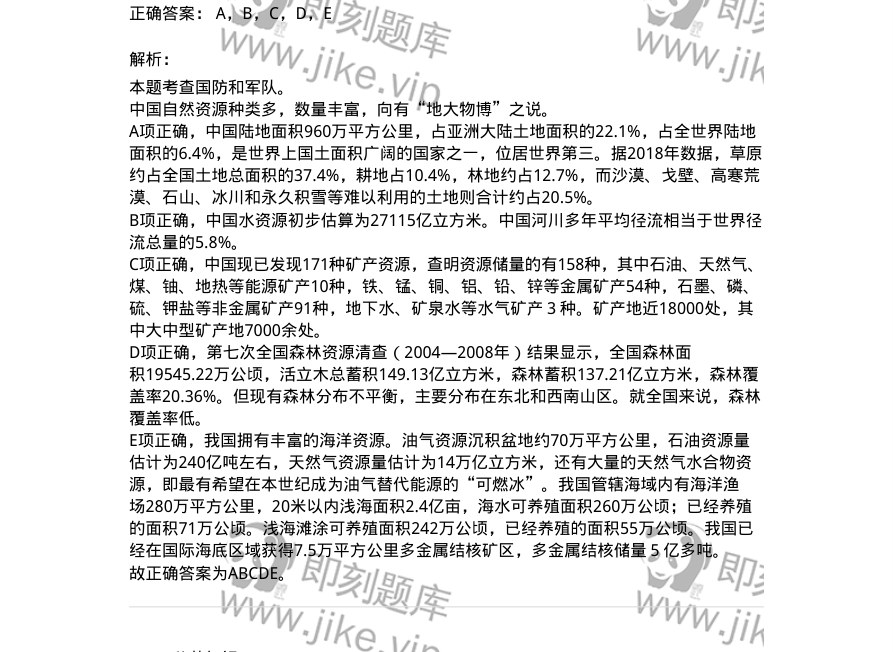 正确答案： A，B，C，D，E
解析：
本题考查国防和军队。
中国自然资源种类多，数量丰富，向有“地大物博”之说。
A项正确，中国陆地面积960万平方公里，占亚洲大陆土地面积的22.1%，占全世界陆地
面积的6.4%，是世界上国土面积广阔的国家之一，位居世界第三。据2018年数据，草原
约占全国土地总面积的37.4%，耕地占10.4%，林地约占12.7%，而沙漠、戈壁、高寒荒
漠、石山、冰川和永久积雪等难以利用的土地则合计约占20.5%。
B项正确，中国水资源初步估算为27115亿立方米。中国河川多年平均径流相当于世界径
流总量的5.8%。
C项正确，中国现已发现171种矿产资源，查明资源储量的有158种，其中石油、天然气、
煤、铀、地热等能源矿产10种，铁、锰、铜、铝、铅、锌等金属矿产54种，石墨、磷、
硫、钾盐等非金属矿产91种，地下水、矿泉水等水气矿产 3 种。矿产地近18000处，其
中大中型矿产地7000余处。
D项正确，第七次全国森林资源清查（2004—2008年）结果显示，全国森林面
积19545.22万公顷，活立木总蓄积149.13亿立方米，森林蓄积137.21亿立方米，森林覆
盖率20.36%。但现有森林分布不平衡，主要分布在东北和西南山区。就全国来说，森林
覆盖率低。
E项正确，我国拥有丰富的海洋资源。油气资源沉积盆地约70万平方公里，石油资源量
估计为240亿吨左右，天然气资源量估计为14万亿立方米，还有大量的天然气水合物资
源，即最有希望在本世纪成为油气替代能源的“可燃冰”。我国管辖海域内有海洋渔
场280万平方公里，20米以内浅海面积2.4亿亩，海水可养殖面积260万公顷；已经养殖
的面积71万公顷。浅海滩涂可养殖面积242万公顷，已经养殖的面积55万公顷。我国已
经在国际海底区域获得7.5万平方公里多金属结核矿区，多金属结核储量 5 亿多吨。
故正确答案为ABCDE。
即刻题库
www.jike.vip
即刻
www.jik
即刻题库
www.jike.vip
即刻
www.jik